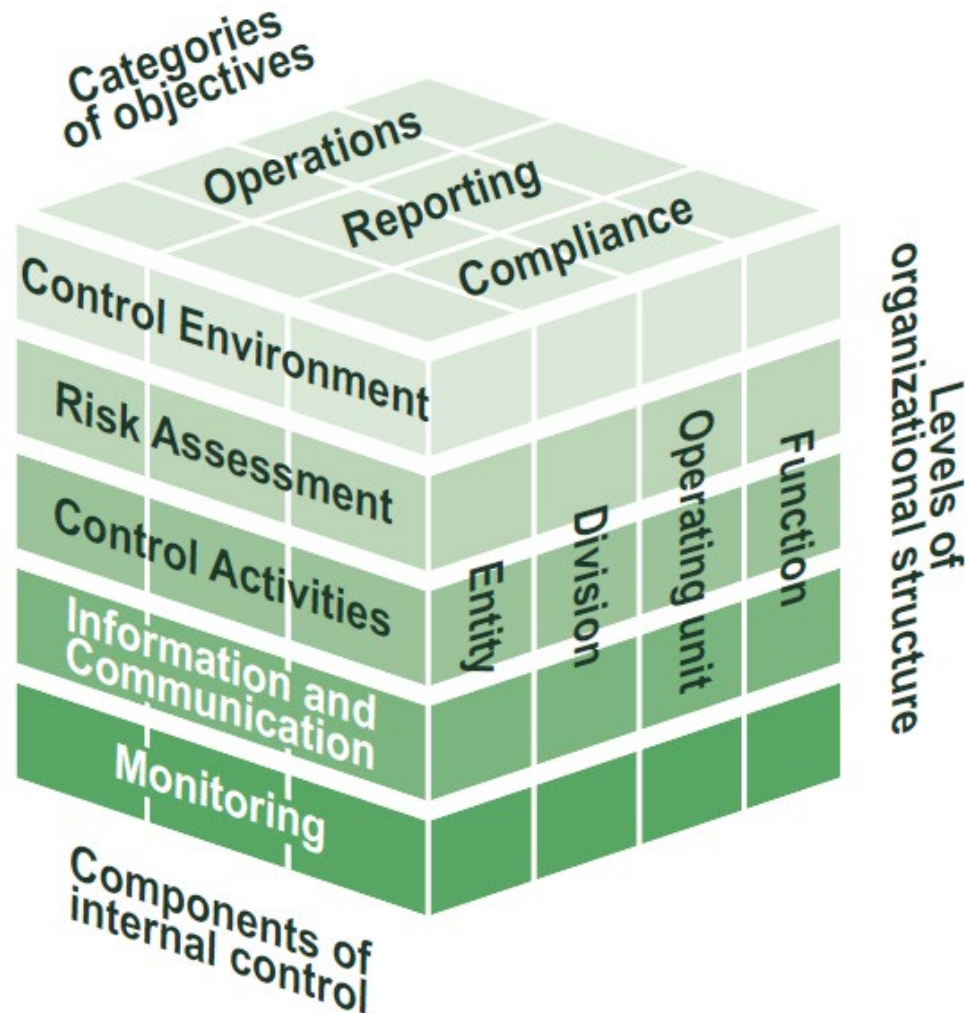 Categories
of objectives
Operations
Reporting
Compliance
Control Environment
Risk Assessment
Control Activities
Information and
Communication
Monitoring
Components of
internal control
Entity
Division
Operating unit
Function
Levels of
organizational structure